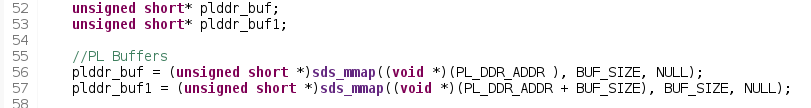 52 unsigned short* plddr_buf;
53 unsigned short* plddr_buf1;
54
55 //PL Buffers
56 plddr_buf = (unsigned short *)sds_mmap((void *)(PL_DDR_ADDR ), BUF_SIZE, NULL);
57 plddr_buf1 = (unsigned short *)sds_mmap((void *)(PL_DDR_ADDR + BUF_SIZE), BUF_SIZE, NULL);
58